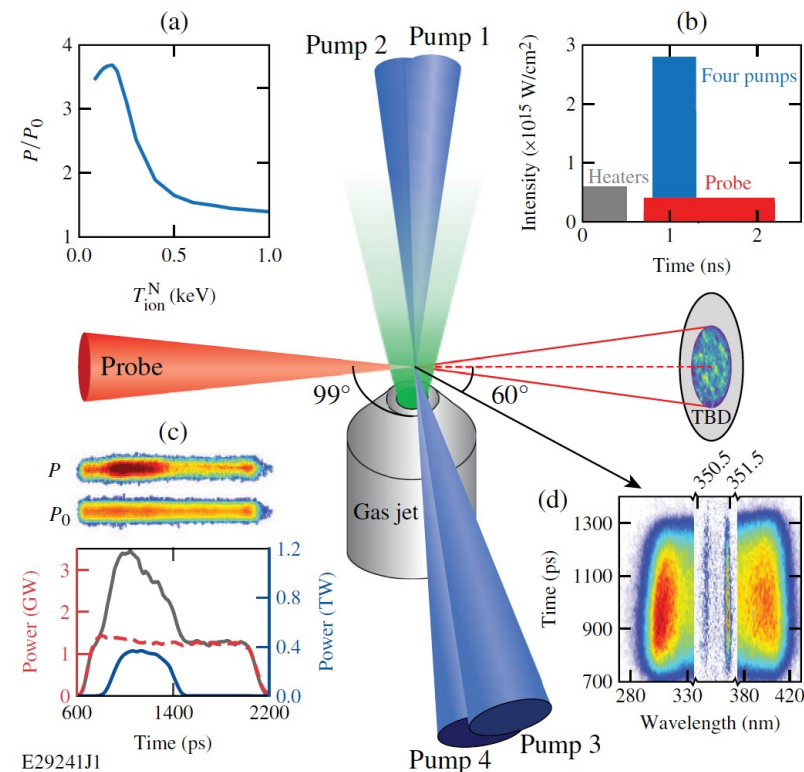 (a)
4
3
2
1
P/P0
0.0
0.5
1.0
T_ion^N (keV)
Pump 2
Pump 1
(b)
3
2
1
0
Intensity (×10^15 W/cm^2)
Four pumps
Heaters
Probe
0
1
2
Time (ns)
Probe
99°
60°
TBD
Gas jet
(c)
P
P0
3
2
1
0
Power (GW)
1.2
0.8
0.4
0.0
Power (TW)
600
1400
2200
Time (ps)
350.5
351.5
(d)
1300
1100
900
700
Time (ps)
280
330
380
430
Wavelength (nm)
Pump 3
Pump 4
E29241J1